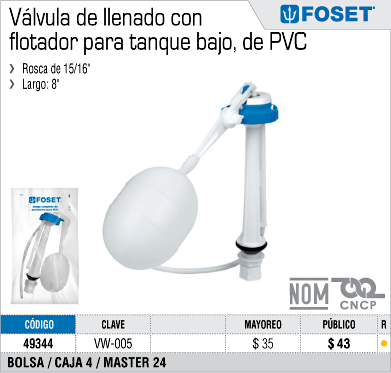 Válvula de llenado con
flotador para tanque bajo, de PVC
FOSET®
❯ Rosca de 15/16"
❯ Largo: 8"
FOSET
NOM
CNCP
CÓDIGO CLAVE MAYOREO PÚBLICO R
49344 VW-005 $ 35 $ 43
BOLSA / CAJA 4 / MASTER 24